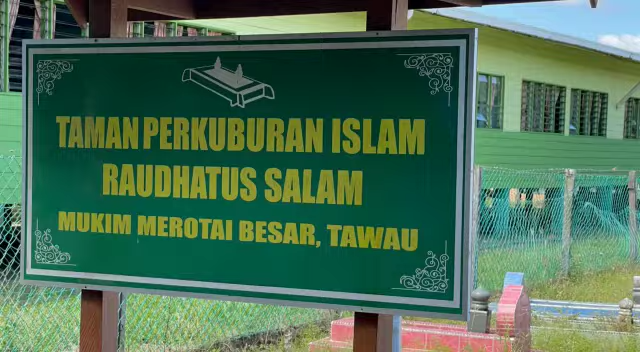 TAMAN PERKUBURAN ISLAM
RAUDHATUS SALAM
MUKIM MEROTAI BESAR, TAWAU